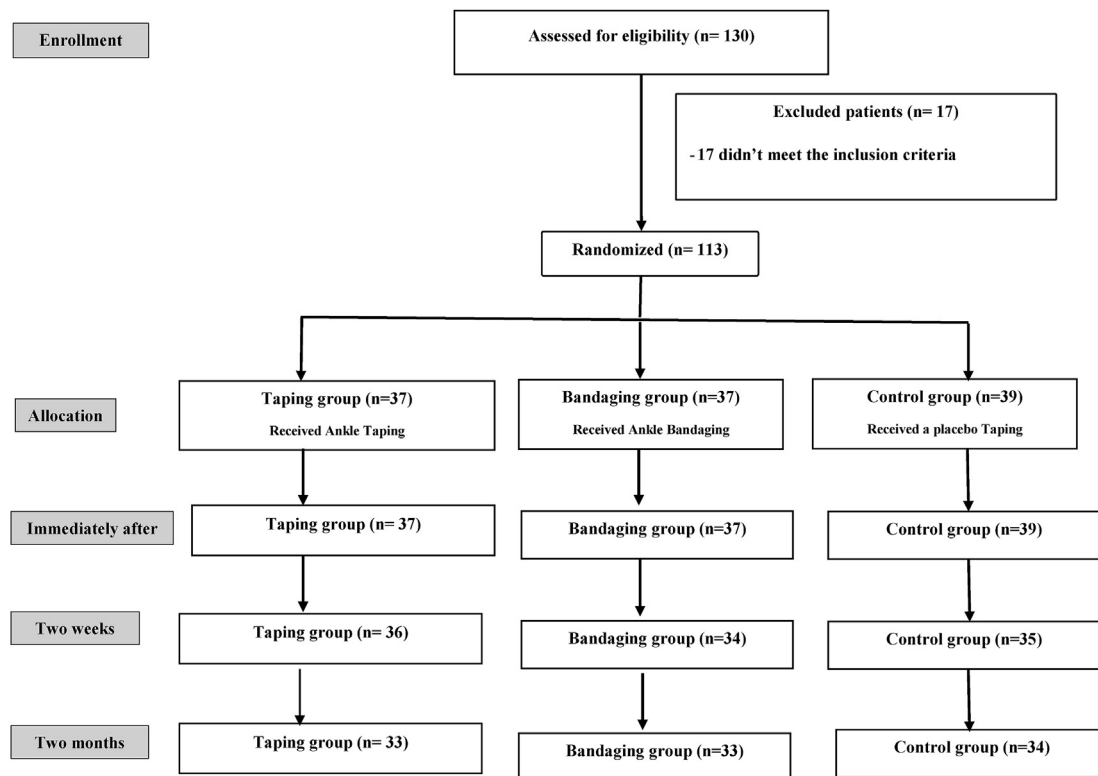 Enrollment
Assessed for eligibility (n= 130)
Excluded patients (n= 17)
-17 didn’t meet the inclusion criteria
Randomized (n= 113)
Allocation
Taping group (n=37)
Received Ankle Taping
Bandaging group (n=37)
Received Ankle Bandaging
Control group (n=39)
Received a placebo Taping
Immediately after
Taping group (n= 37)
Bandaging group (n=37)
Control group (n=39)
Two weeks
Taping group (n= 36)
Bandaging group (n=34)
Control group (n=35)
Two months
Taping group (n= 33)
Bandaging group (n=33)
Control group (n=34)